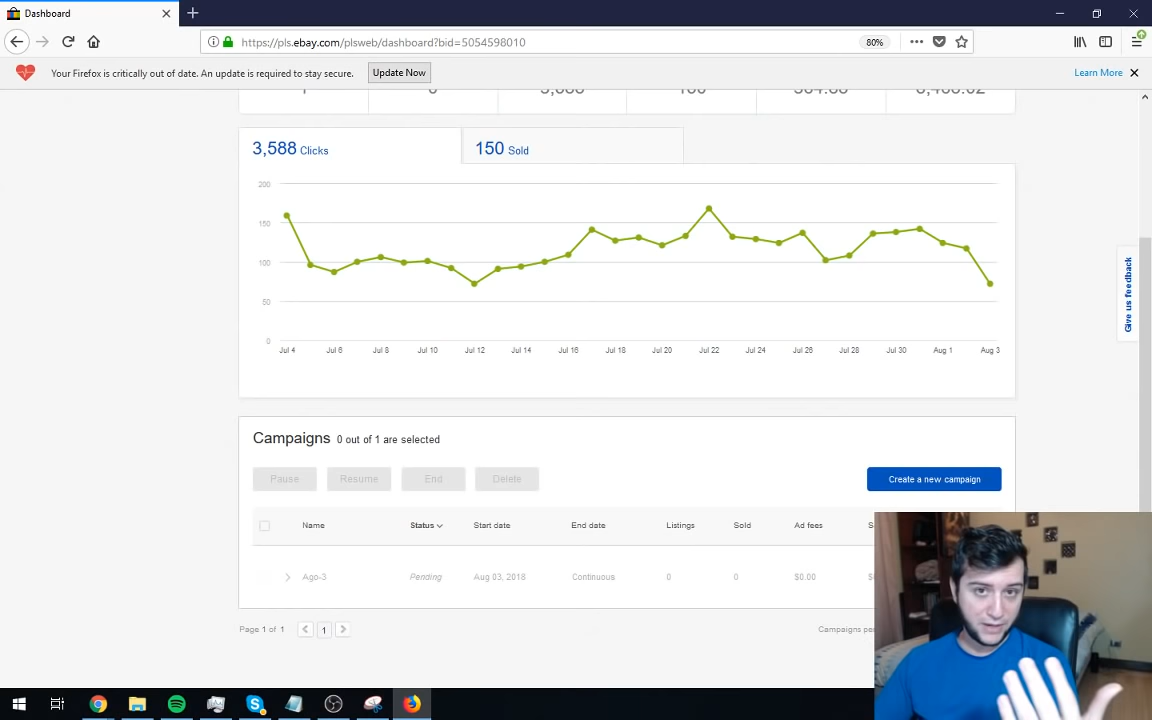 Dashboard
https://pls.ebay.com/plsweb/dashboard?bid=5054598010
80%
Your Firefox is critically out of date. An update is required to stay secure.
Update Now
Learn More
3,588 Clicks
150 Sold
200
150
100
50
0
Jul 4 Jul 6 Jul 8 Jul 10 Jul 12 Jul 14 Jul 16 Jul 18 Jul 20 Jul 22 Jul 24 Jul 26 Jul 28 Jul 30 Aug 1 Aug 3
Give us feedback
Campaigns 0 out of 1 are selected
Pause Resume End Delete
Create a new campaign
Name Status Start date End date Listings Sold Ad fees
Ago-3 Pending Aug 03, 2018 Continuous 0 0 $0.00
Page 1 of 1 1
Campaigns